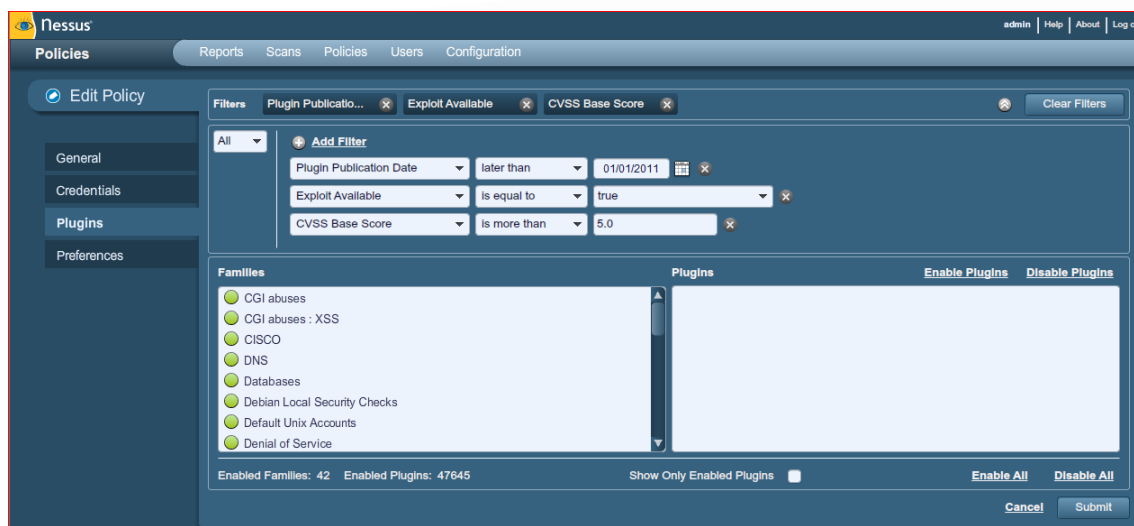 nessus
admin | Help | About | Log
Policies
Reports Scans Policies Users Configuration
Edit Policy
General
Credentials
Plugins
Preferences
Filters Plugin Publicatio... Exploit Available CVSS Base Score Clear Filters
All
Add Filter
Plugin Publication Date later than 01/01/2011
Exploit Available is equal to true
CVSS Base Score is more than 5.0
Families
CGI abuses
CGI abuses : XSS
CISCO
DNS
Databases
Debian Local Security Checks
Default Unix Accounts
Denial of Service
Plugins Enable Plugins Disable Plugins
Enabled Families: 42 Enabled Plugins: 47645 Show Only Enabled Plugins Enable All Disable All
Cancel Submit